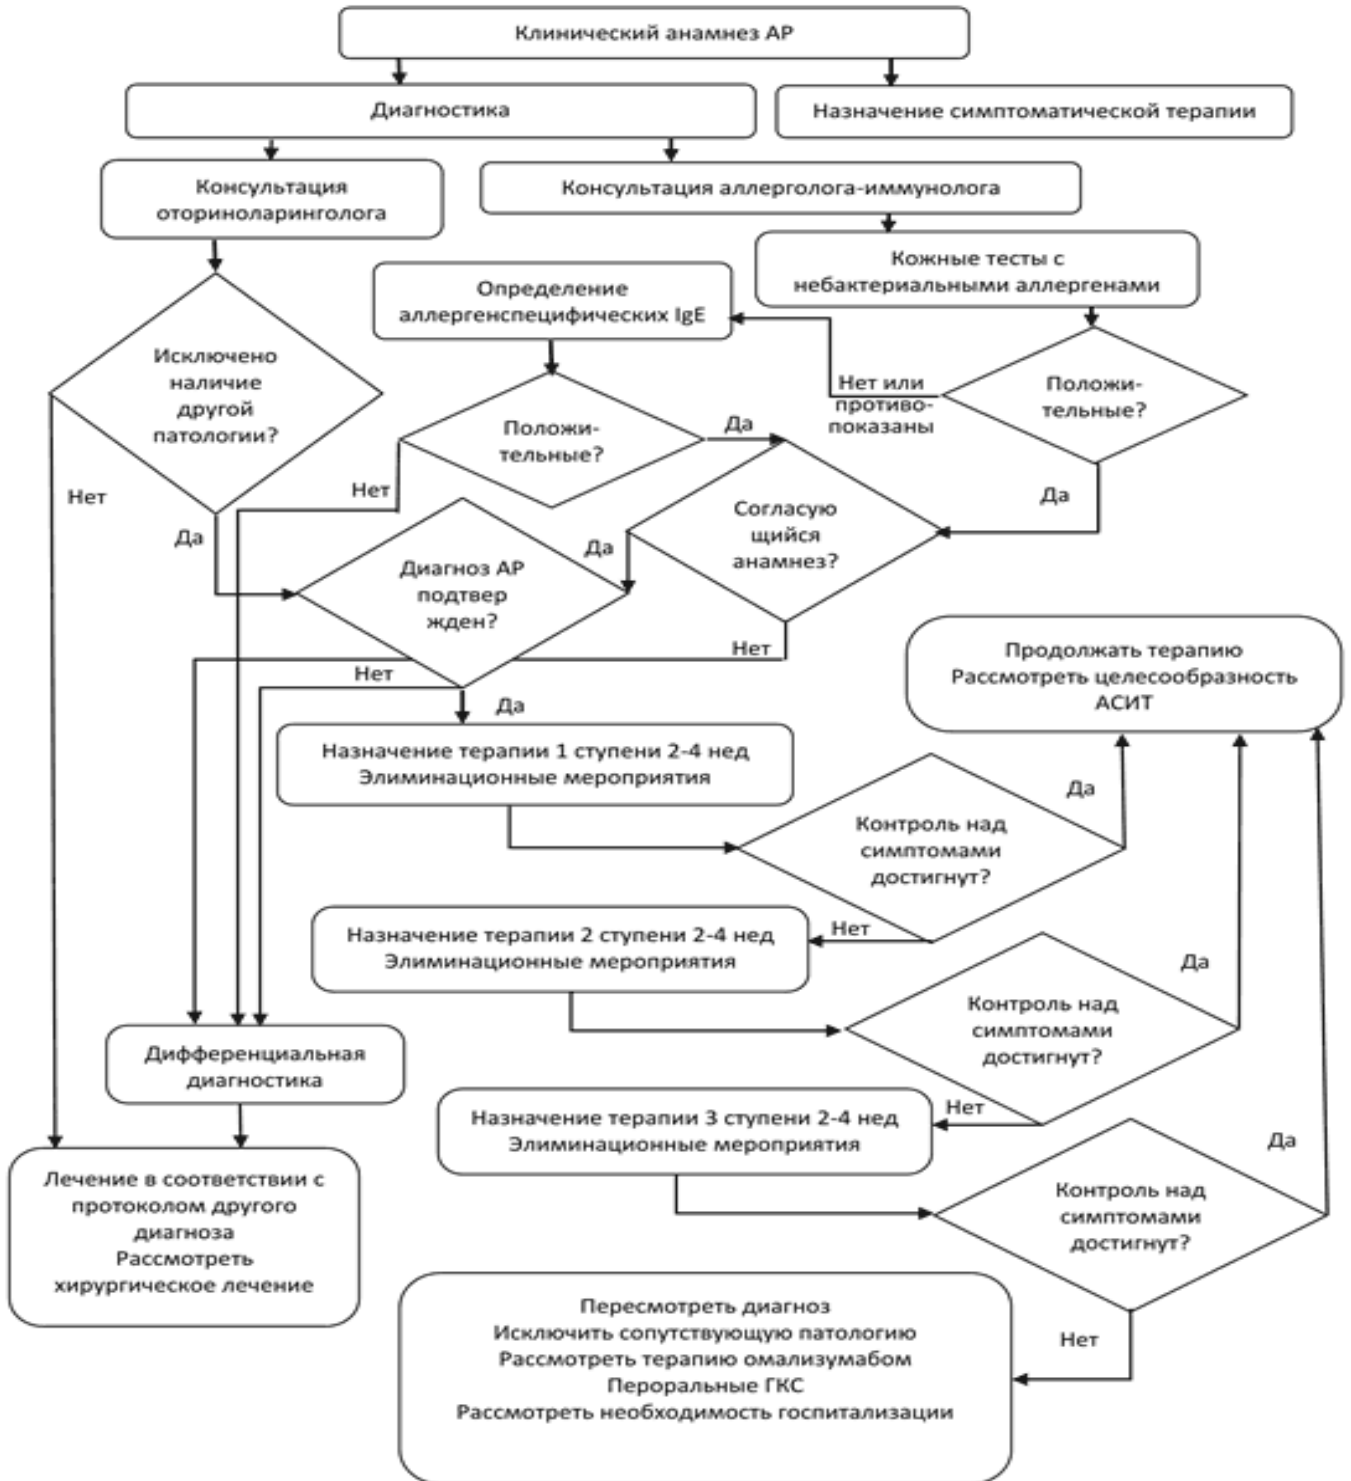 Клинический анамнез АР
Диагностика
Назначение симптоматической терапии
Консультация
оториноларинголога
Консультация аллерголога-иммунолога
Кожные тесты с
небактериальными аллергенами
Определение
аллергенспецифических IgE
Исключено
наличие
другой
патологии?
Положи-
тельные?
Нет или
противо-
показаны
Положи-
тельные?
Да
Нет
Нет
Да
Да
Согласую
щийся
анамнез?
Да
Диагноз АР
подтвер
жден?
Нет
Нет
Да
Продолжать терапию
Рассмотреть целесообразность
АСИТ
Назначение терапии 1 ступени 2-4 нед
Элиминационные мероприятия
Контроль над
симптомами
достигнут?
Да
Нет
Назначение терапии 2 ступени 2-4 нед
Элиминационные мероприятия
Контроль над
симптомами
достигнут?
Да
Нет
Дифференциальная
диагностика
Назначение терапии 3 ступени 2-4 нед
Элиминационные мероприятия
Контроль над
симптомами
достигнут?
Да
Нет
Лечение в соответствии с
протоколом другого
диагноза
Рассмотреть
хирургическое лечение
Пересмотреть диагноз
Исключить сопутствующую патологию
Рассмотреть терапию омализумабом
Пероральные ГКС
Рассмотреть необходимость госпитализации